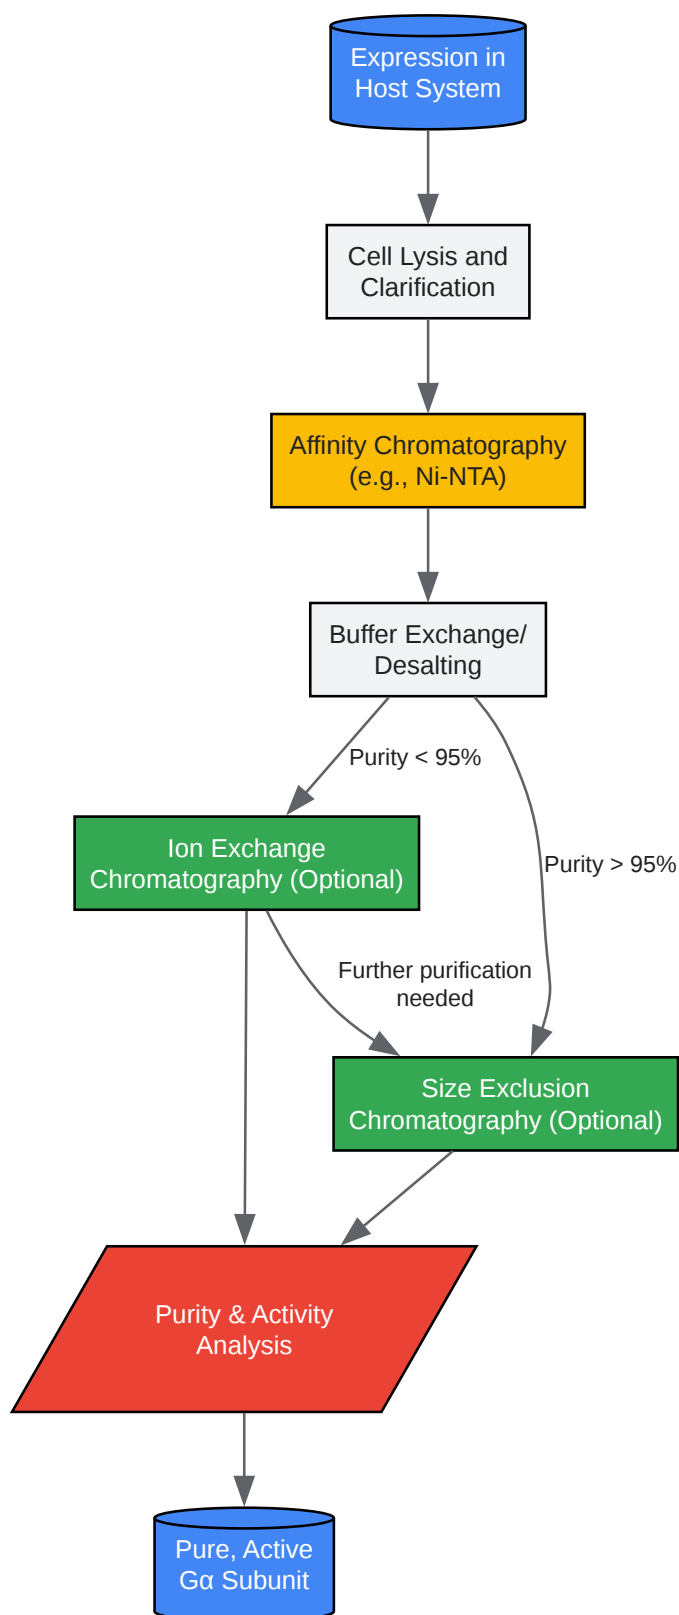 Expression in
Host System
Cell Lysis and
Clarification
Affinity Chromatography
(e.g., Ni-NTA)
Buffer Exchange/
Desalting
Purity < 95%
Ion Exchange
Chromatography (Optional)
Purity > 95%
Further purification
needed
Size Exclusion
Chromatography (Optional)
Purity & Activity
Analysis
Pure, Active
Gα Subunit